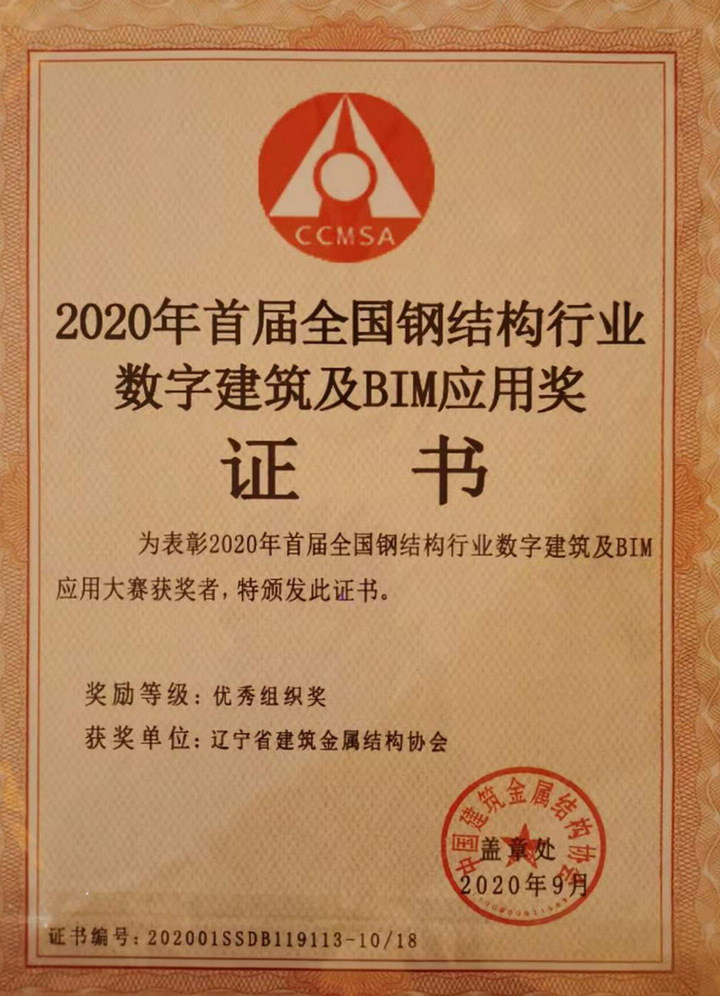 CCMSA
2020年首届全国钢结构行业
数字建筑及BIM应用奖
证 书
为表彰2020年首届全国钢结构行业数字建筑及BIM
应用大赛获奖者,特颁发此证书。
奖励等级:优秀组织奖
获奖单位:辽宁省建筑金属结构协会
中国建筑金属结构协会
盖章处
2020年9月
证书编号:202001SSDB119113-10/18